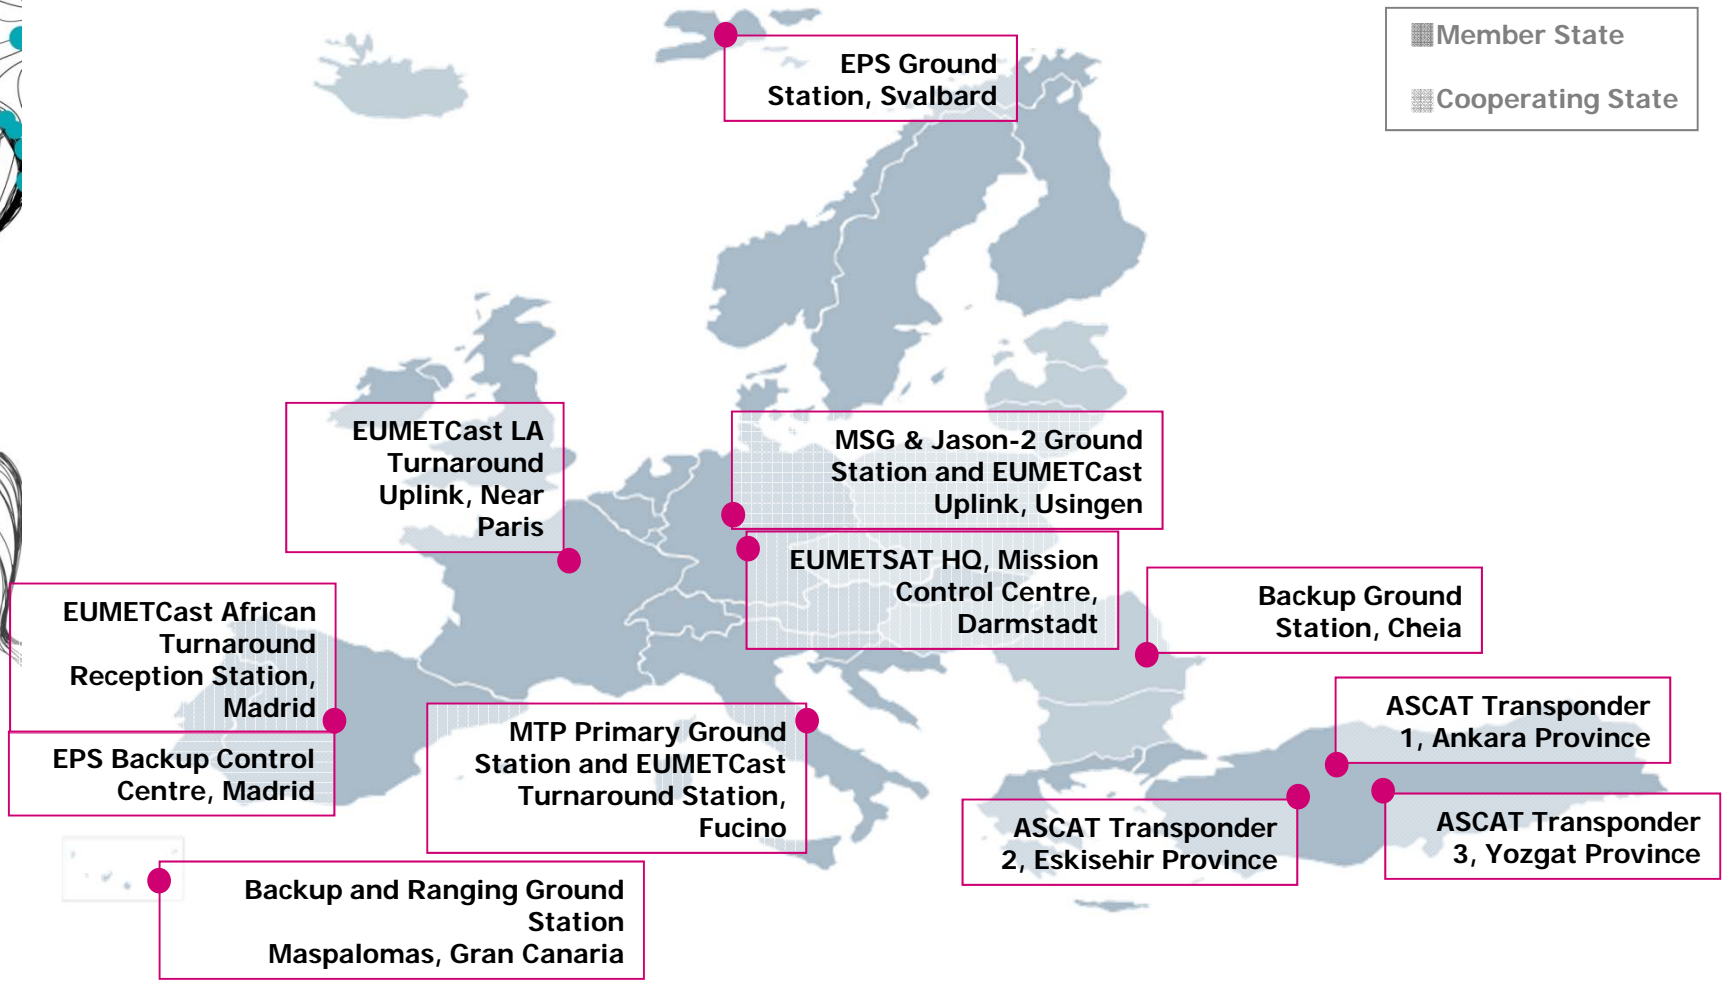 Member State
Cooperating State
EPS Ground
Station, Svalbard
EUMETCast LA
Turnaround
Uplink, Near
Paris
MSG & Jason-2 Ground
Station and EUMETCast
Uplink, Usingen
EUMETSAT HQ, Mission
Control Centre,
Darmstadt
Backup Ground
Station, Cheia
EUMETCast African
Turnaround
Reception Station,
Madrid
EPS Backup Control
Centre, Madrid
MTP Primary Ground
Station and EUMETCast
Turnaround Station,
Fucino
ASCAT Transponder
1, Ankara Province
ASCAT Transponder
2, Eskisehir Province
ASCAT Transponder
3, Yozgat Province
Backup and Ranging Ground
Station
Maspalomas, Gran Canaria